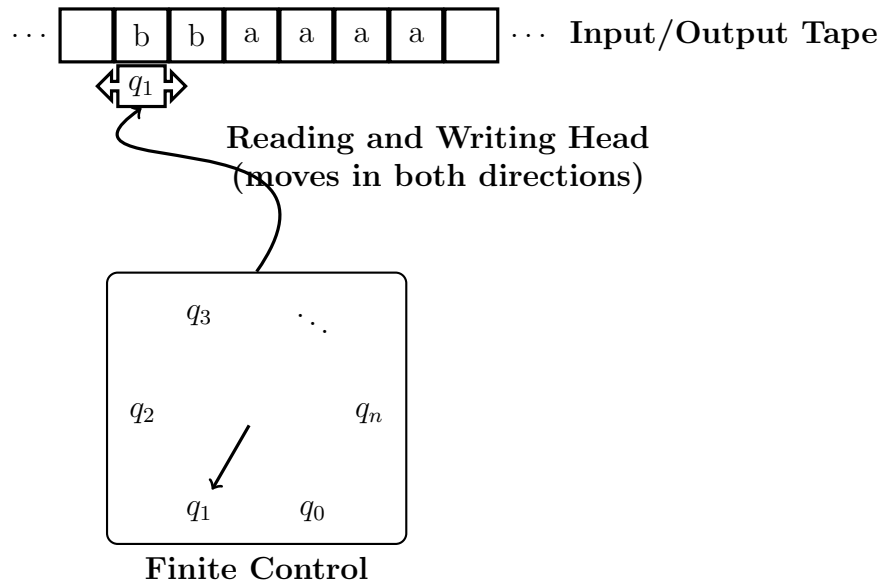 … b b a a a a … Input/Output Tape
q₁
Reading and Writing Head
(moves in both directions)
q₃ ⋱
q₂ qₙ
q₁ q₀
Finite Control